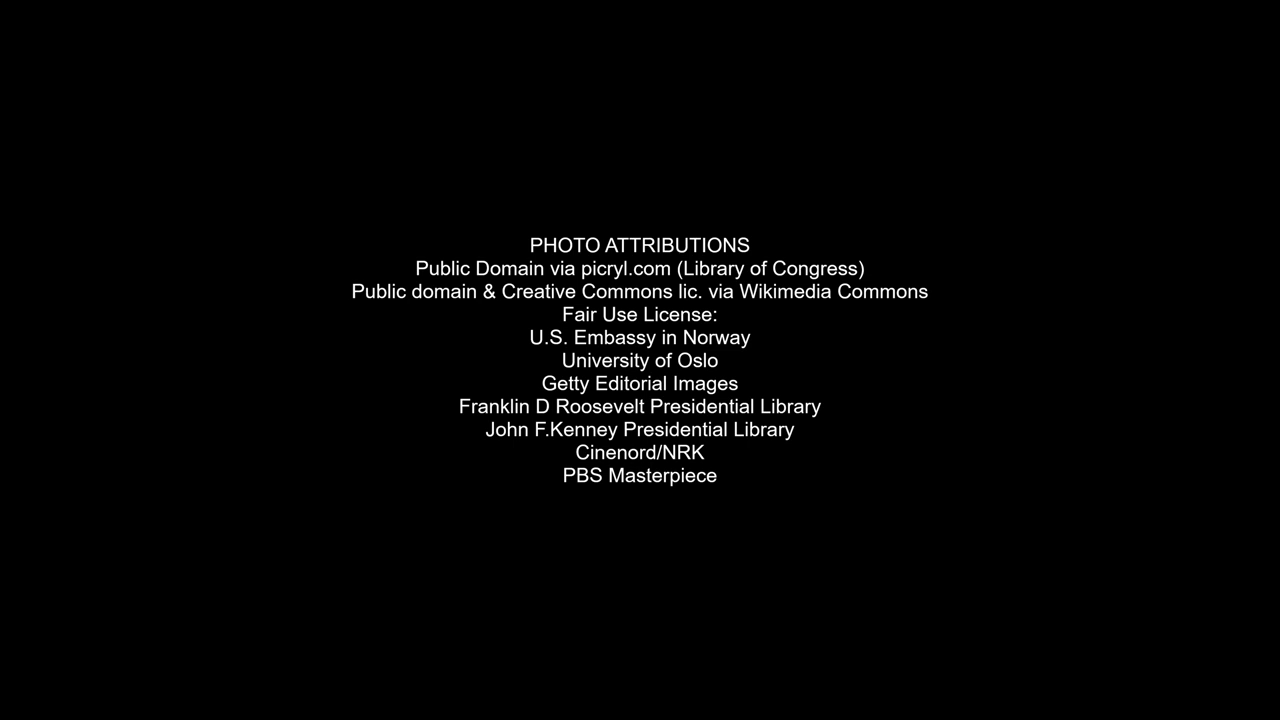 PHOTO ATTRIBUTIONS
Public Domain via picryl.com (Library of Congress)
Public domain & Creative Commons lic. via Wikimedia Commons
Fair Use License:
U.S. Embassy in Norway
University of Oslo
Getty Editorial Images
Franklin D Roosevelt Presidential Library
John F.Kenney Presidential Library
Cinenord/NRK
PBS Masterpiece